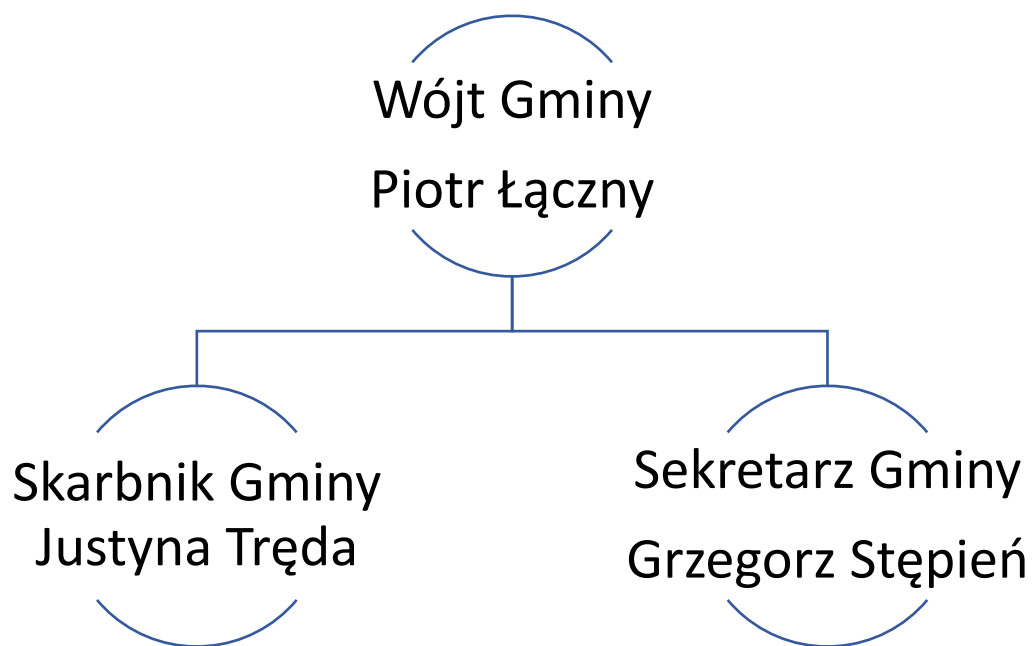 Wójt Gminy
Piotr Łączny
Skarbnik Gminy
Justyna Tręda
Sekretarz Gminy
Grzegorz Stępień